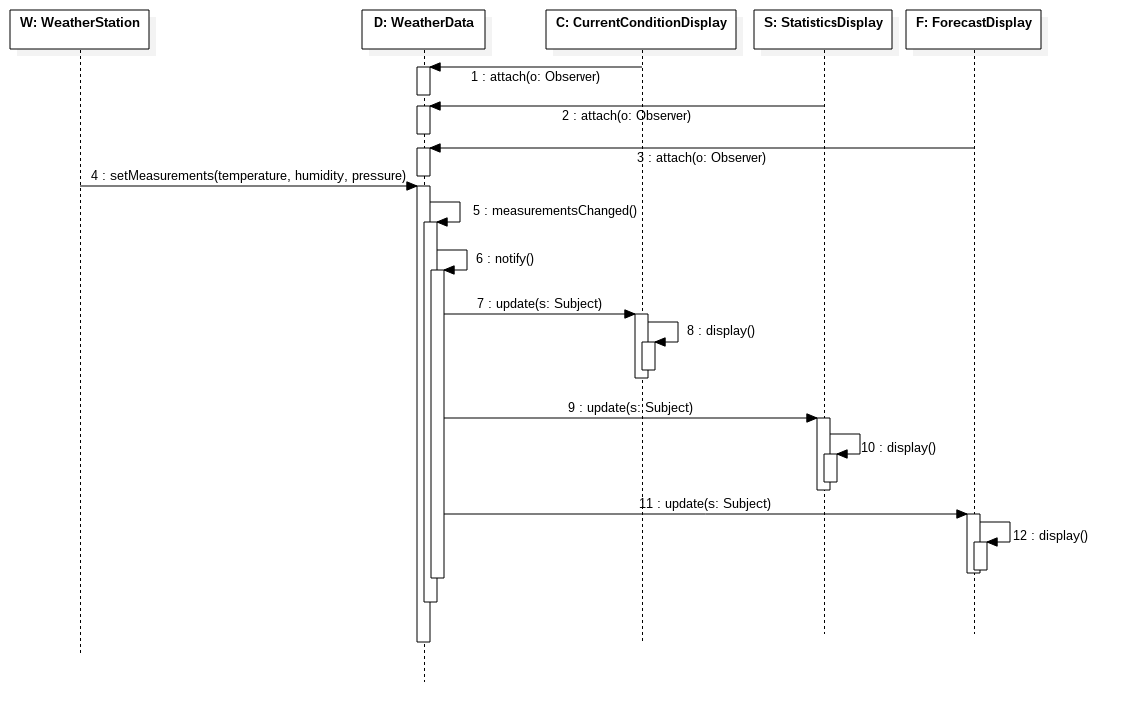 W: WeatherStation
D: WeatherData
C: CurrentConditionDisplay
S: StatisticsDisplay
F: ForecastDisplay
1 : attach(o: Observer)
2 : attach(o: Observer)
3 : attach(o: Observer)
4 : setMeasurements(temperature, humidity, pressure)
5 : measurementsChanged()
6 : notify()
7 : update(s: Subject)
8 : display()
9 : update(s: Subject)
10 : display()
11 : update(s: Subject)
12 : display()